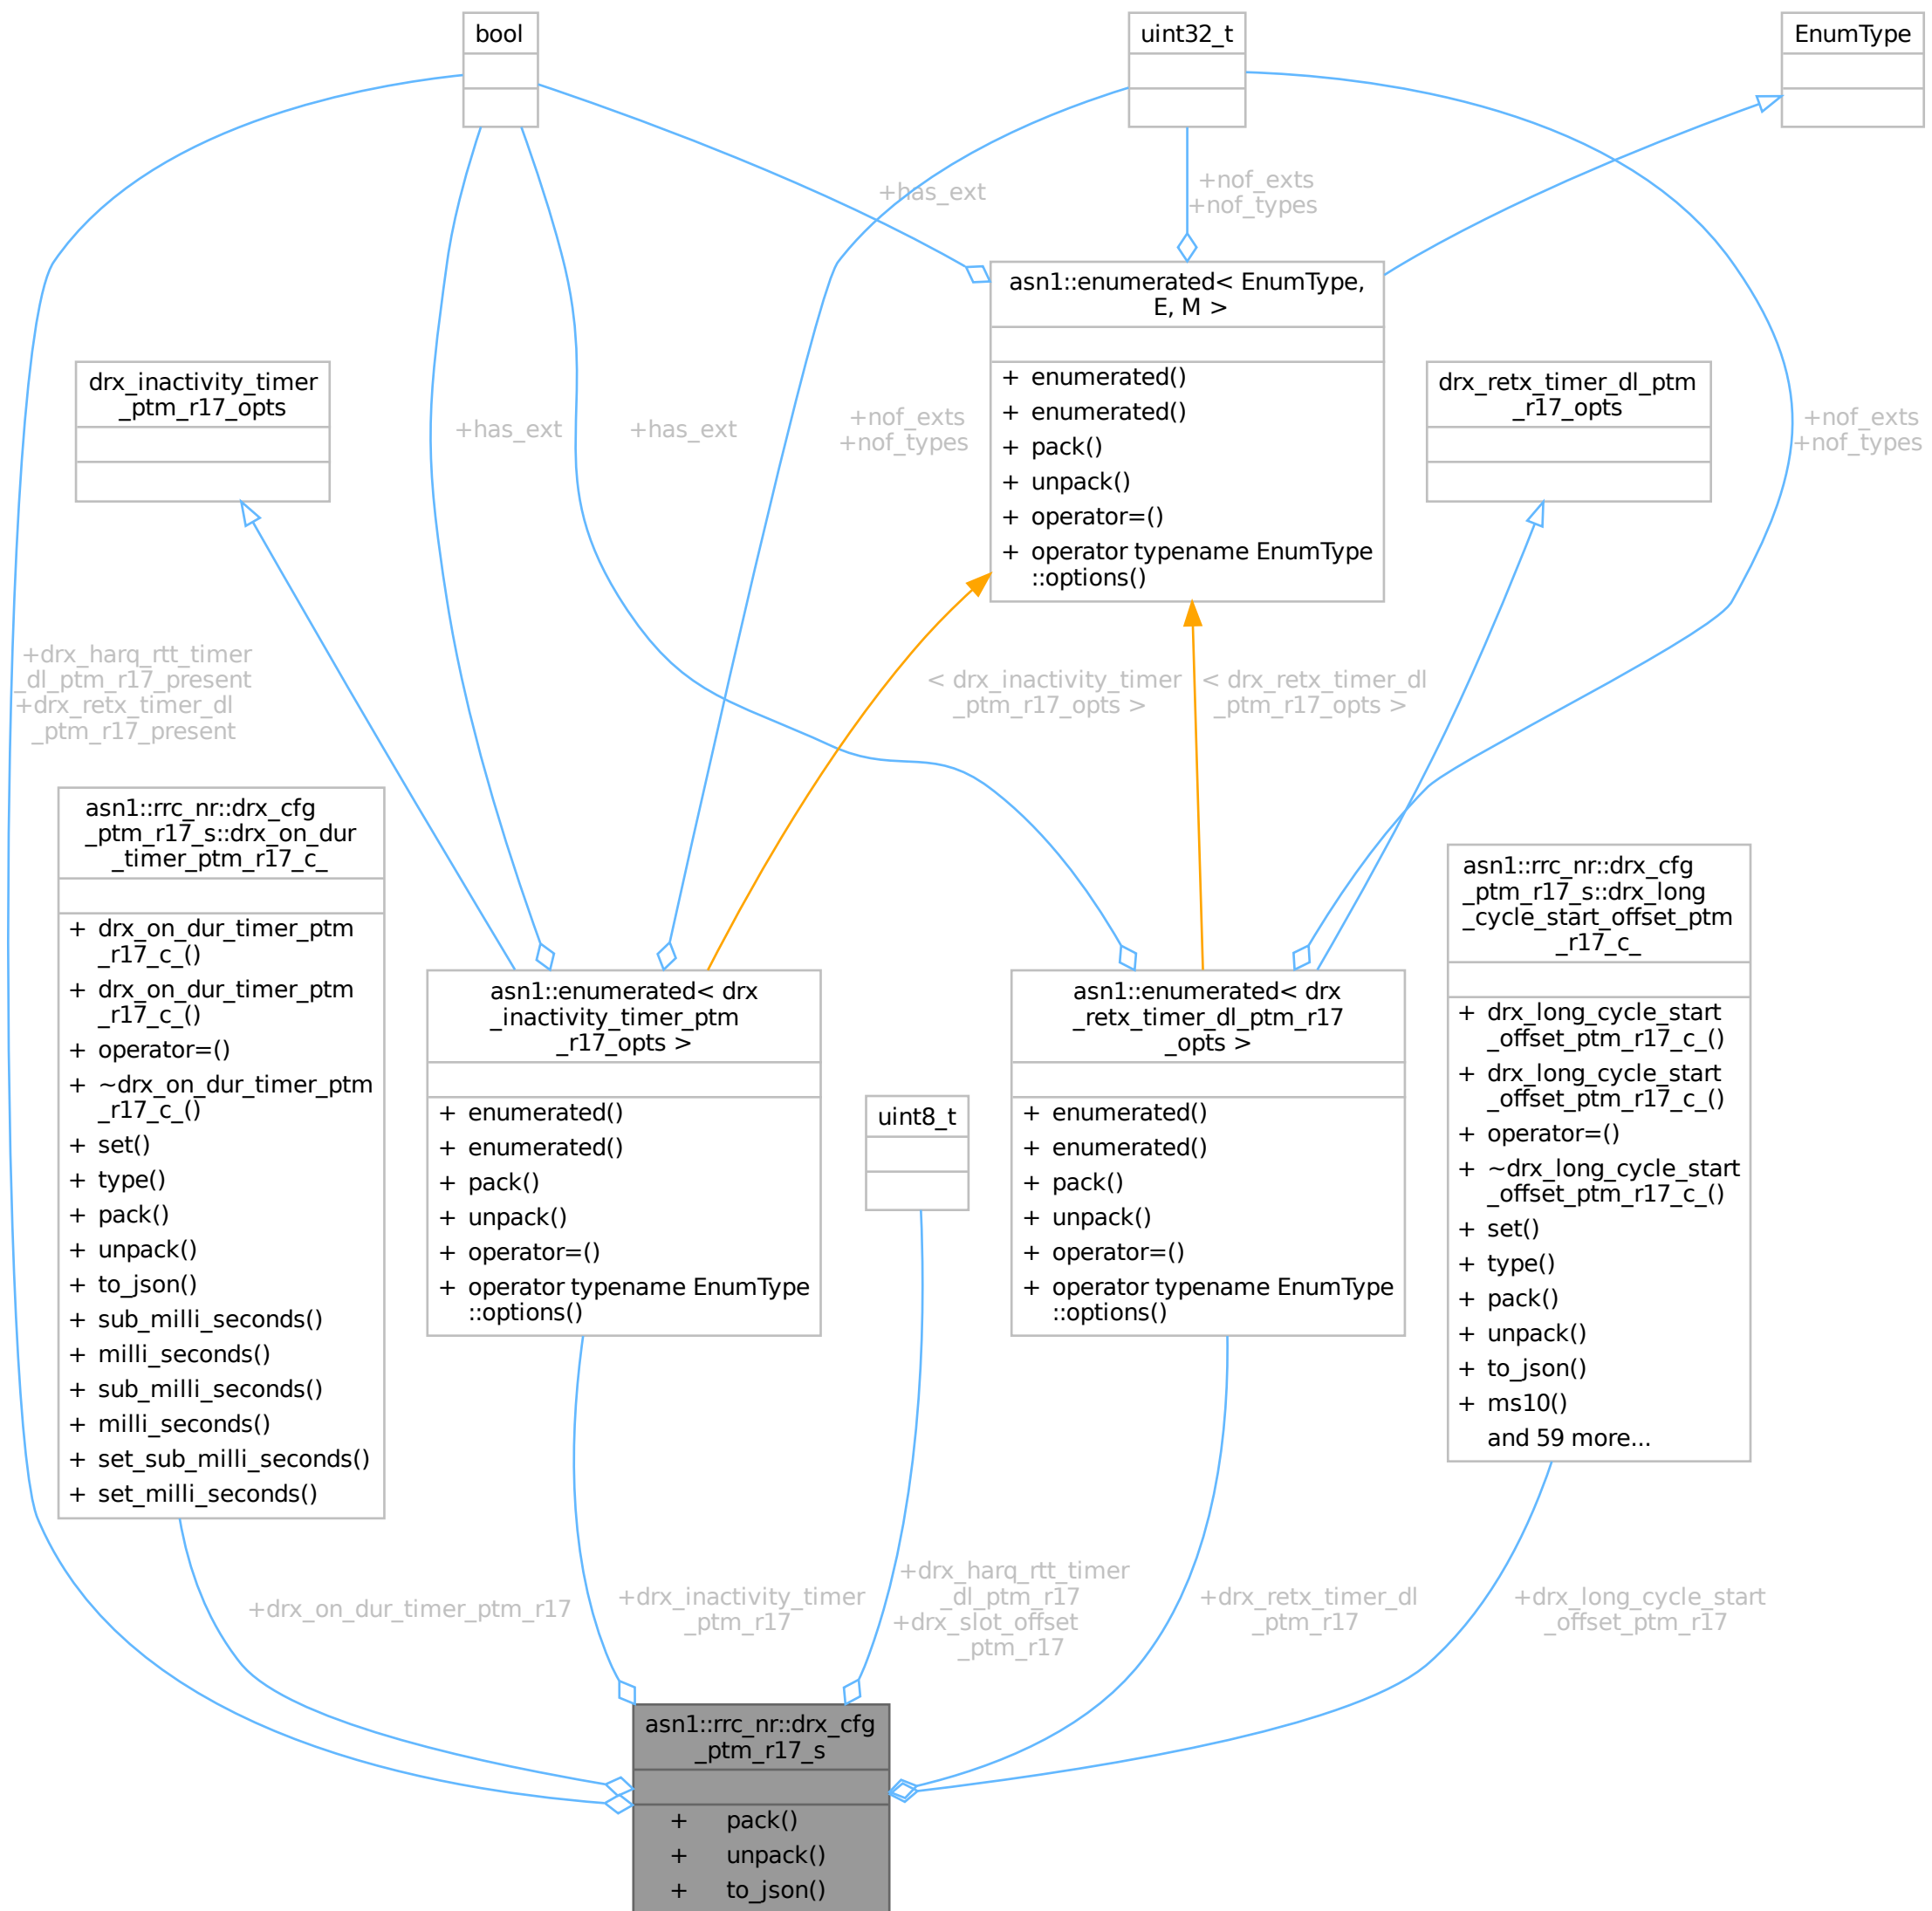 bool
uint32_t
EnumType
+has_ext
+nof_exts
+nof_types
asn1::enumerated< EnumType,
E, M >
+ enumerated()
+ enumerated()
+ pack()
+ unpack()
+ operator=()
+ operator typename EnumType
::options()
drx_inactivity_timer
_ptm_r17_opts
drx_retx_timer_dl_ptm
_r17_opts
+has_ext
+has_ext
+nof_exts
+nof_types
+nof_exts
+nof_types
+drx_harq_rtt_timer
_dl_ptm_r17_present
+drx_retx_timer_dl
_ptm_r17_present
< drx_inactivity_timer
_ptm_r17_opts >
< drx_retx_timer_dl
_ptm_r17_opts >
asn1::rrc_nr::drx_cfg
_ptm_r17_s::drx_on_dur
_timer_ptm_r17_c_
+ drx_on_dur_timer_ptm
_r17_c_()
+ drx_on_dur_timer_ptm
_r17_c_()
+ operator=()
+ ~drx_on_dur_timer_ptm
_r17_c_()
+ set()
+ type()
+ pack()
+ unpack()
+ to_json()
+ sub_milli_seconds()
+ milli_seconds()
+ sub_milli_seconds()
+ milli_seconds()
+ set_sub_milli_seconds()
+ set_milli_seconds()
asn1::enumerated< drx
_inactivity_timer_ptm
_r17_opts >
+ enumerated()
+ enumerated()
+ pack()
+ unpack()
+ operator=()
+ operator typename EnumType
::options()
uint8_t
asn1::enumerated< drx
_retx_timer_dl_ptm_r17
_opts >
+ enumerated()
+ enumerated()
+ pack()
+ unpack()
+ operator=()
+ operator typename EnumType
::options()
asn1::rrc_nr::drx_cfg
_ptm_r17_s::drx_long
_cycle_start_offset_ptm
_r17_c_
+ drx_long_cycle_start
_offset_ptm_r17_c_()
+ drx_long_cycle_start
_offset_ptm_r17_c_()
+ operator=()
+ ~drx_long_cycle_start
_offset_ptm_r17_c_()
+ set()
+ type()
+ pack()
+ unpack()
+ to_json()
+ ms10()
and 59 more...
+drx_on_dur_timer_ptm_r17
+drx_inactivity_timer
_ptm_r17
+drx_harq_rtt_timer
_dl_ptm_r17
+drx_slot_offset
_ptm_r17
+drx_retx_timer_dl
_ptm_r17
+drx_long_cycle_start
_offset_ptm_r17
asn1::rrc_nr::drx_cfg
_ptm_r17_s
+ pack()
+ unpack()
+ to_json()